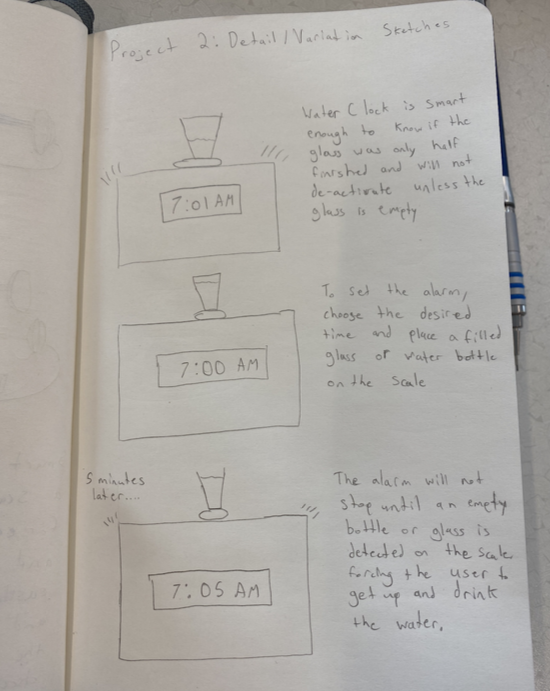 Project 2: Detail/Variation Sketches
Water Clock is smart
enough to know if the
glass was only half
finished and will not
de-activate unless the
glass is empty
7:01 AM
To set the alarm,
choose the desired
time and place a filled
glass or water bottle
on the scale
7:00 AM
5 minutes
later....
The alarm will not
stop until an empty
bottle or glass is
detected on the scale
forcing the user to
get up and drink
the water.
7:05 AM